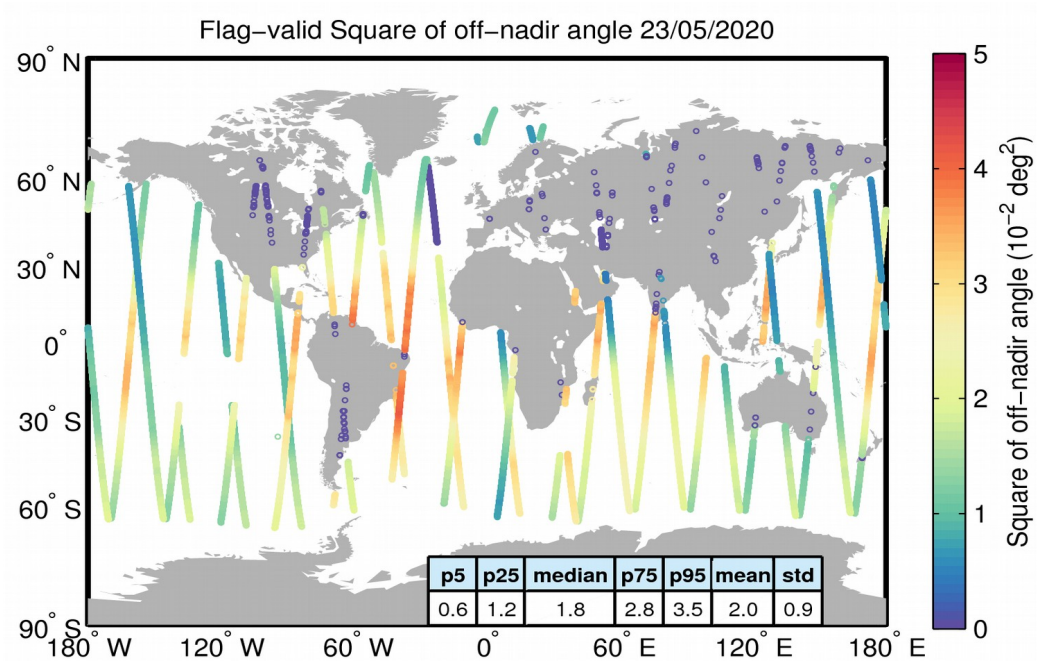 Flag−valid Square of off−nadir angle 23/05/2020
90° N
60° N
30° N
0°
30° S
60° S
90° S
180° W
120° W
60° W
0°
60° E
120° E
180° E
p5 p25 median p75 p95 mean std
0.6 1.2 1.8 2.8 3.5 2.0 0.9
5
4
3
2
1
0
Square of off−nadir angle (10⁻² deg²)